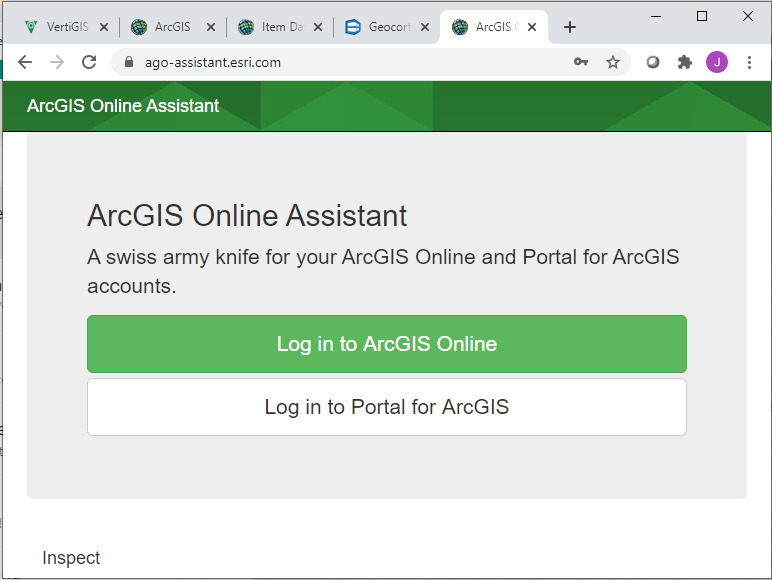 VertiGIS
ArcGIS
Item Da
Geocort
ArcGIS O
ago-assistant.esri.com
J
ArcGIS Online Assistant
ArcGIS Online Assistant
A swiss army knife for your ArcGIS Online and Portal for ArcGIS
accounts.
Log in to ArcGIS Online
Log in to Portal for ArcGIS
Inspect